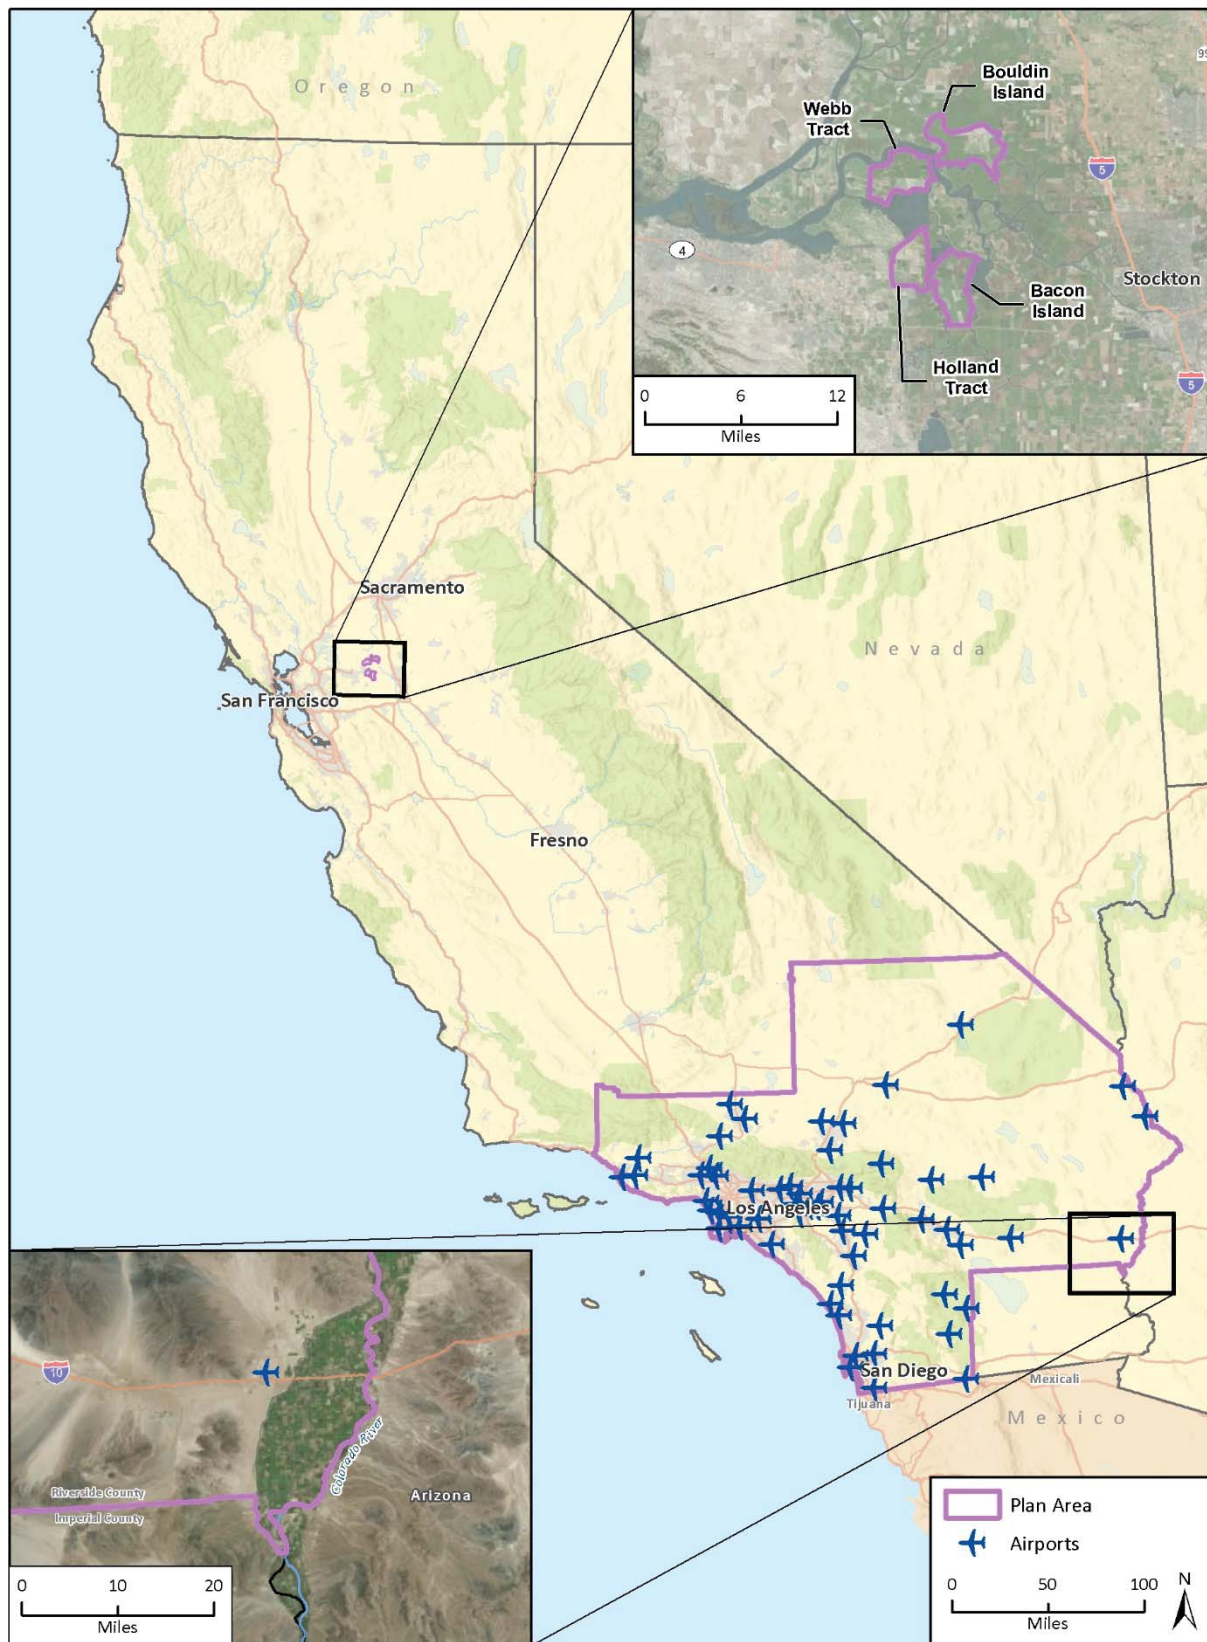 Oregon
Bouldin
Island
Webb
Tract
99
5
4
Stockton
Bacon
Island
Holland
Tract
5
0 6 12
Miles
Sacramento
Nevada
San Francisco
Fresno
Los Angeles
San Diego
Tijuana
Mexicali
Mexico
10
Colorado River
Arizona
Riverside County
Imperial County
0 10 20
Miles
Plan Area
Airports
0 50 100
Miles
N